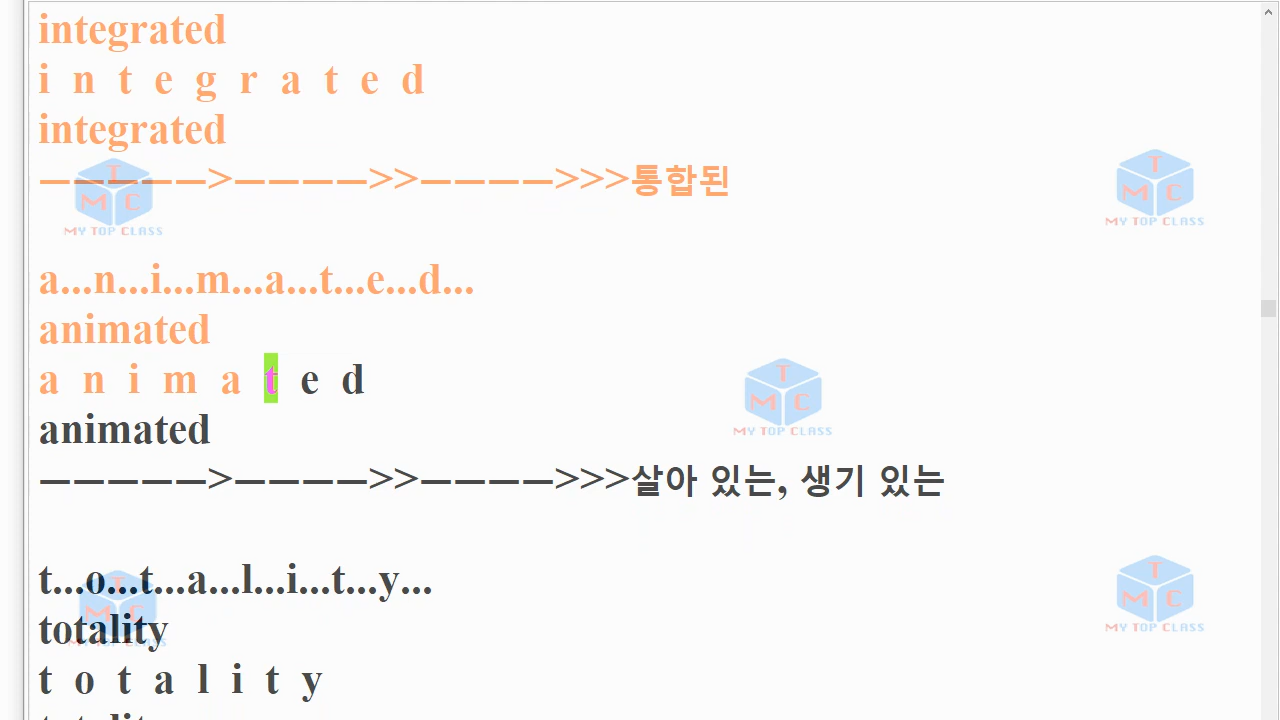 integrated
i n t e g r a t e d
integrated
—————>————>>————>>>통합된
a...n...i...m...a...t...e...d...
animated
a n i m a t e d
animated
—————>————>>————>>>살아 있는, 생기 있는
t...o...t...a...l...i...t...y...
totality
t o t a l i t y
T M C
MY TOP CLASS
T M C
MY TOP CLASS
T M C
MY TOP CLASS
T M C
MY TOP CLASS
T M C
MY TOP CLASS